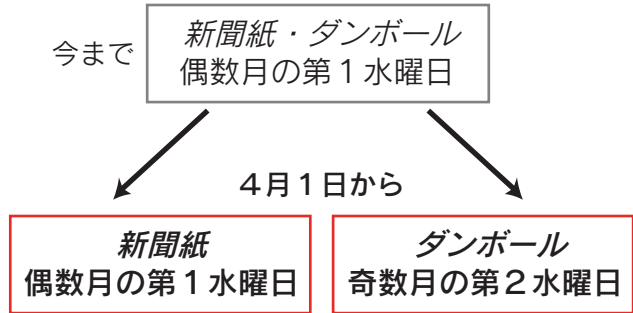 今まで
新聞紙・ダンボール
偶数月の第１水曜日
４月１日から
新聞紙
偶数月の第１水曜日
ダンボール
奇数月の第２水曜日